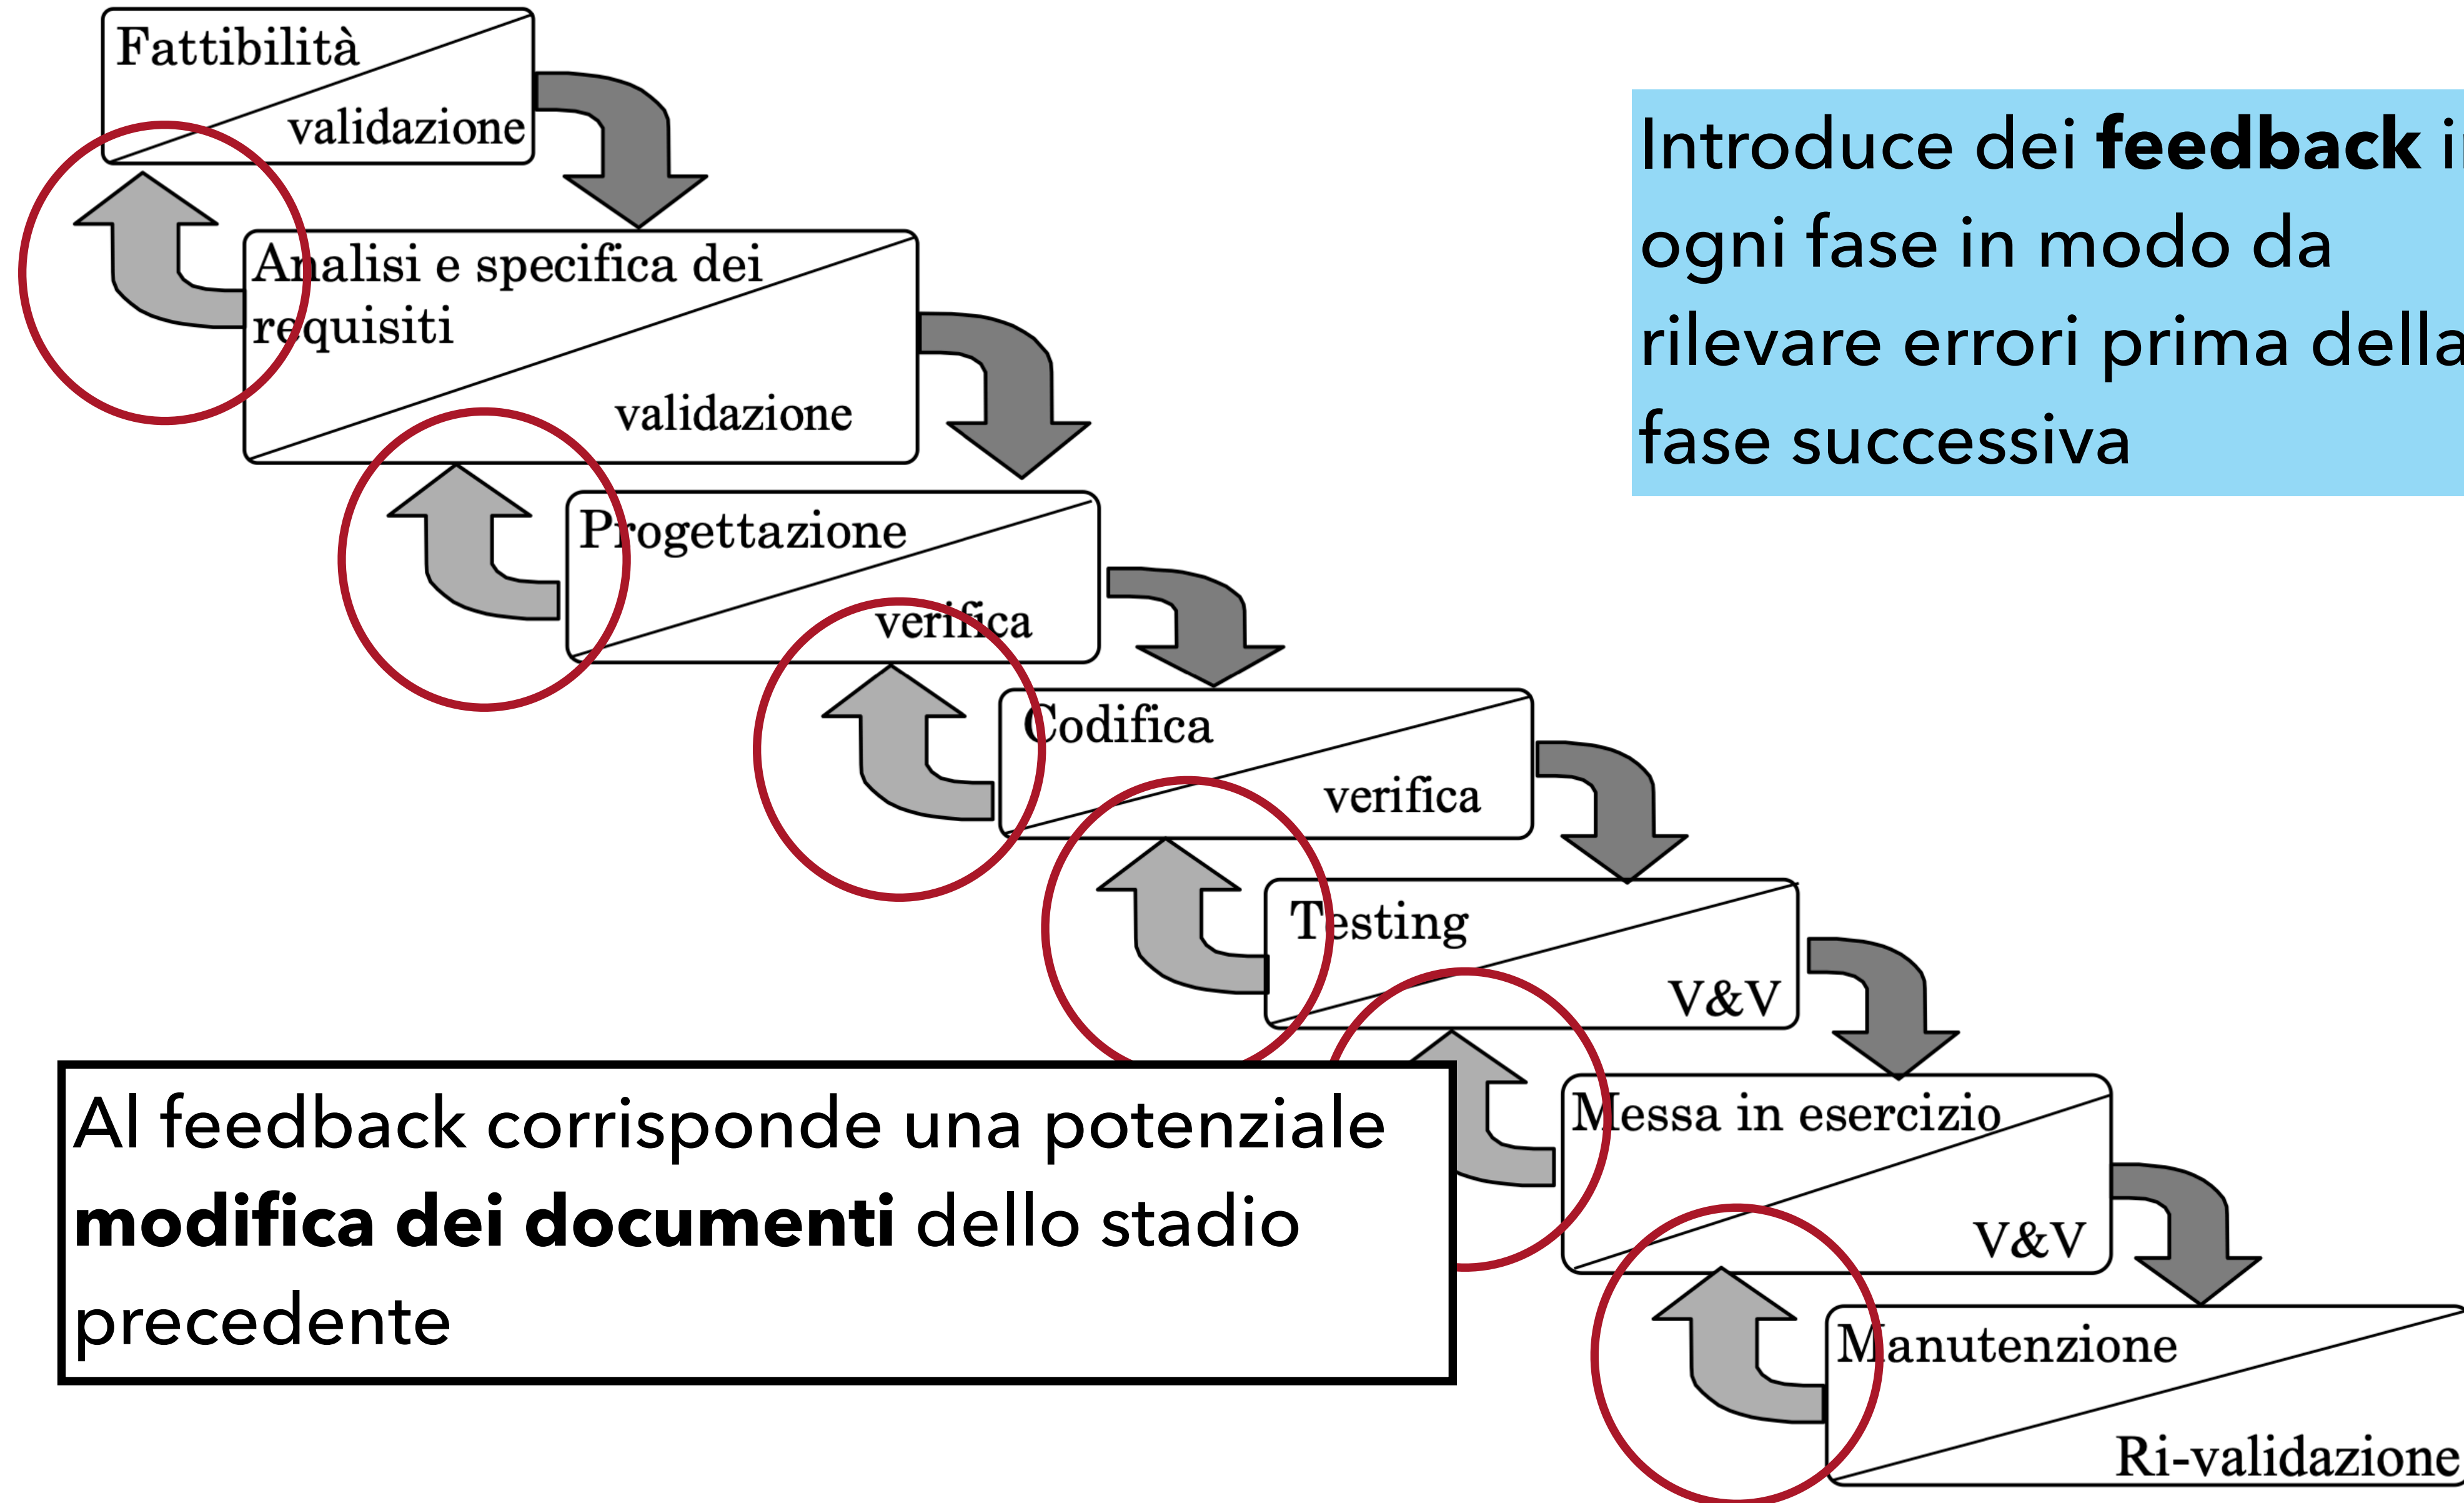 Fattibilità
validazione
Introduce dei feedback in
ogni fase in modo da
rilevare errori prima della
fase successiva
Analisi e specifica dei
requisiti
validazione
Progettazione
verifica
Codifica
verifica
Testing
V&V
Al feedback corrisponde una potenziale
modifica dei documenti dello stadio
precedente
Messa in esercizio
V&V
Manutenzione
Ri-validazione